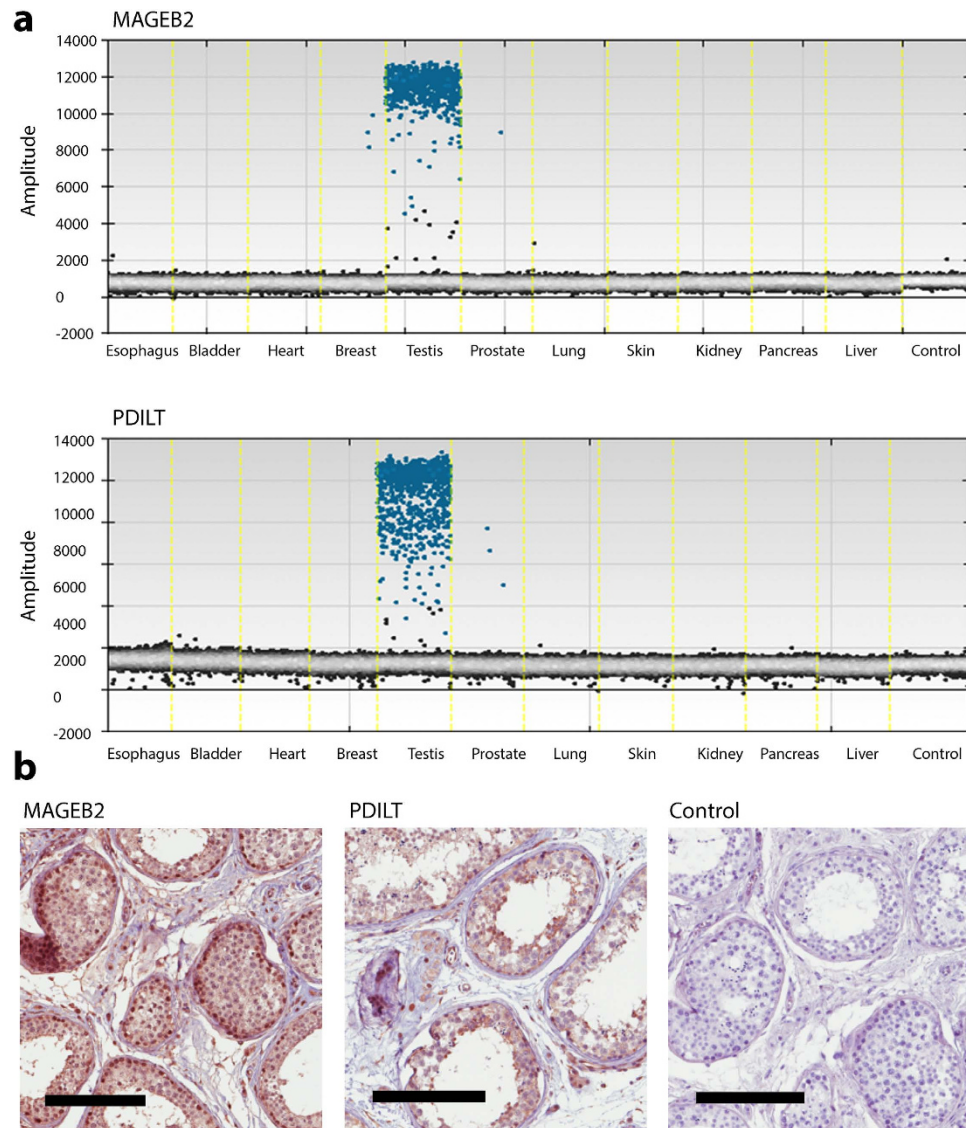 a
MAGEB2
14000
12000
10000
8000
6000
4000
2000
0
-2000
Amplitude
Esophagus Bladder Heart Breast Testis Prostate Lung Skin Kidney Pancreas Liver Control
PDILT
14000
12000
10000
8000
6000
4000
2000
0
-2000
Amplitude
Esophagus Bladder Heart Breast Testis Prostate Lung Skin Kidney Pancreas Liver Control
b
MAGEB2 PDILT Control